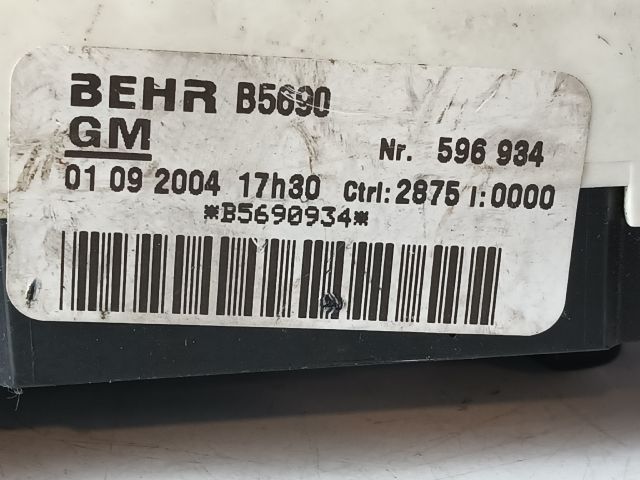 BEHR B5690
GM Nr. 596 934
01 09 2004 17h30 Ctrl: 2875 I: 0000
*B5690934*